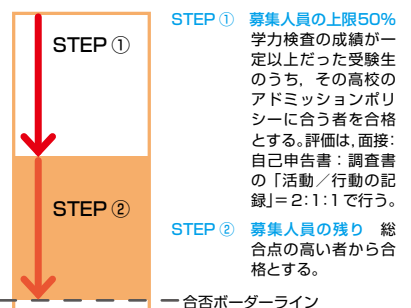 STEP ①
STEP ②
STEP ① 募集人員の上限50%
学力検査の成績が一
定以上だった受験生
のうち，その高校の
アドミッションポリ
シーに合う者を合格
とする。評価は，面接：
自己申告書：調査書
の「活動／行動の記
録」＝2：1：1で行う。
STEP ② 募集人員の残り 総
合点の高い者から合
格とする。
合否ボーダーライン